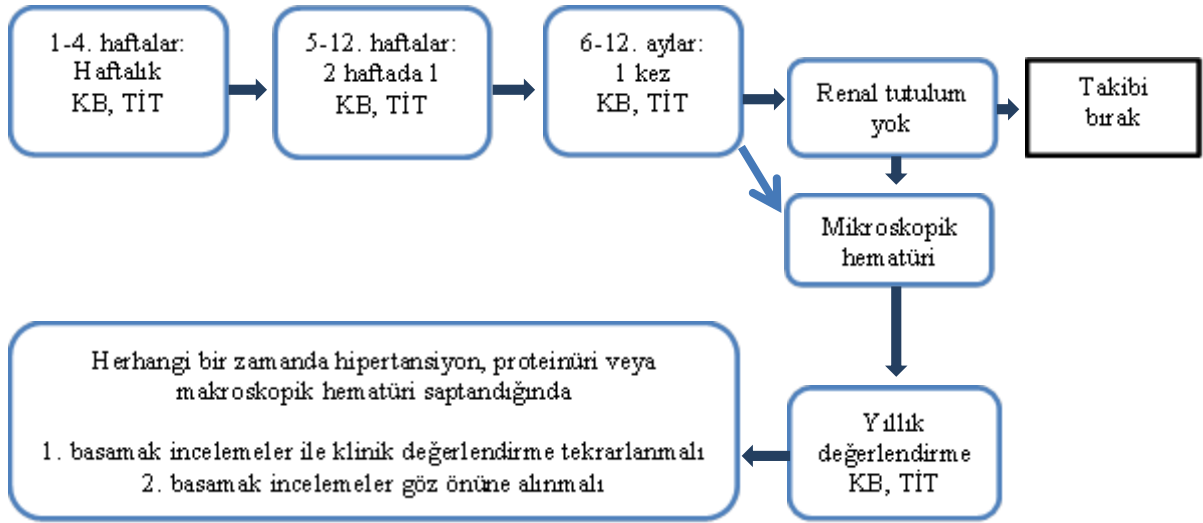 1-4. haftalar:
Haftalık
KB, TİT
5-12. haftalar:
2 haftada 1
KB, TİT
6-12. aylar:
1 kez
KB, TİT
Renal tutulum
yok
Takibi
bırak
Mikroskopik
hematüri
Yıllık
değerlendirme
KB, TİT
Herhangi bir zamanda hipertansiyon, proteinüri veya
makroskopik hematüri saptandığında
1. basamak incelemeler ile klinik değerlendirme tekrarlanmalı
2. basamak incelemeler göz önüne alınmalı